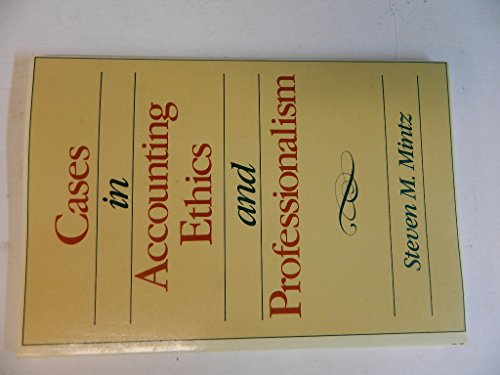 Cases
in
Accounting
Ethics
and
Professionalism
Steven M. Mintz